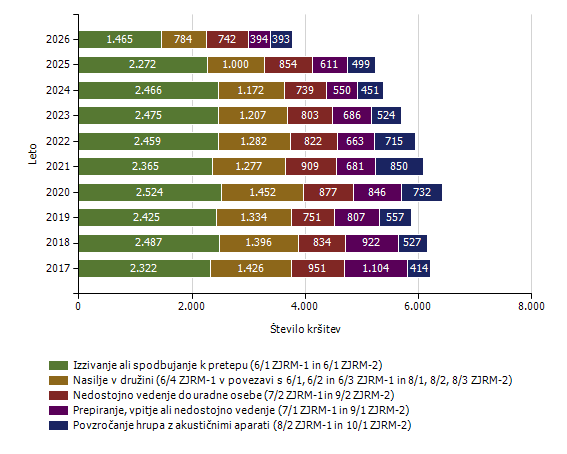 2026 1.465 784 742 394 393
2025 2.272 1.000 854 611 499
2024 2.466 1.172 739 550 451
2023 2.475 1.207 803 686 524
2022 2.459 1.282 822 663 715
2021 2.365 1.277 909 681 850
2020 2.524 1.452 877 846 732
2019 2.425 1.334 751 807 557
2018 2.487 1.396 834 922 527
2017 2.322 1.426 951 1.104 414
Leto
0 2.000 4.000 6.000 8.000
Število kršitev
Izzivanje ali spodbujanje k pretepu (6/1 ZJRM-1 in 6/1 ZJRM-2)
Nasilje v družini (6/4 ZJRM-1 v povezavi s 6/1, 6/2 in 6/3 ZJRM-1 in 8/1, 8/2, 8/3 ZJRM-2)
Nedostojno vedenje do uradne osebe (7/2 ZJRM-1 in 9/2 ZJRM-2)
Prepiranje, vpitje ali nedostojno vedenje (7/1 ZJRM-1 in 9/1 ZJRM-2)
Povzročanje hrupa z akustičnimi aparati (8/2 ZJRM-1 in 10/1 ZJRM-2)